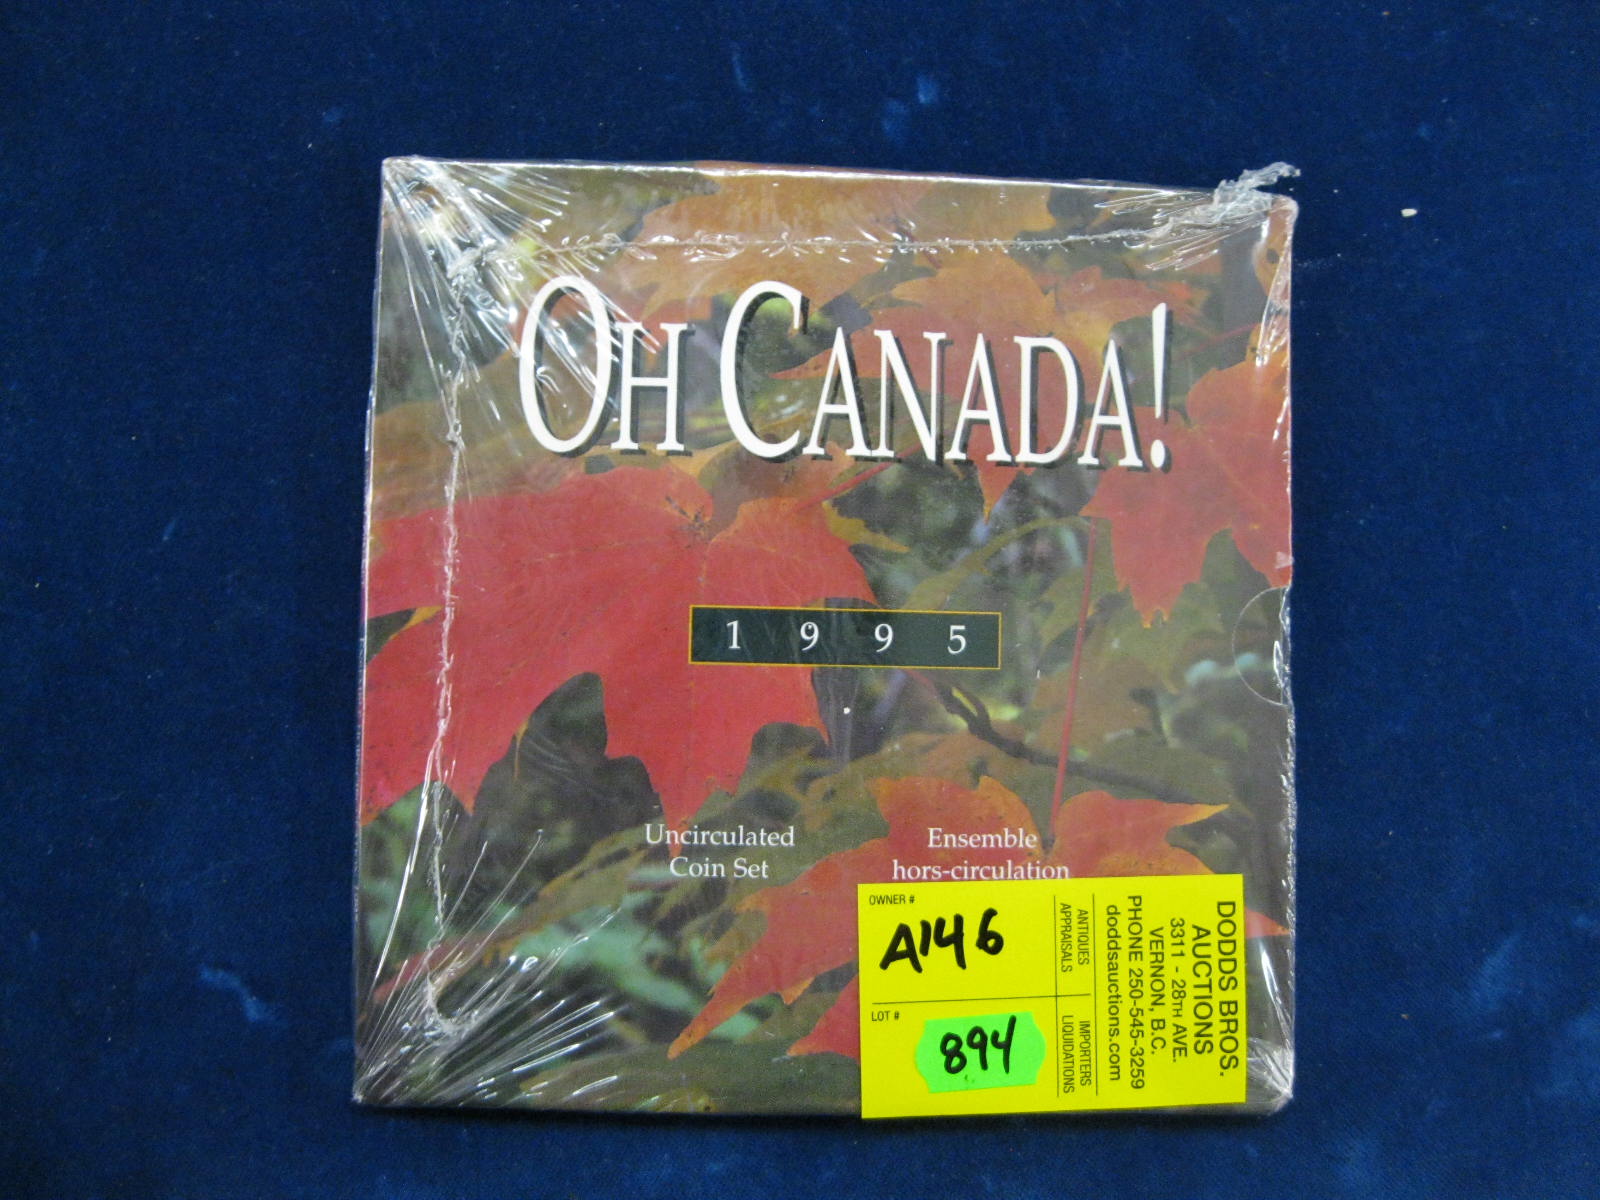 OH CANADA!
1995
Uncirculated
Coin Set
Ensemble
hors-circulation
OWNER #
A146
LOT #
894
ANTIQUES
APPRAISALS
IMPORTERS
LIQUIDATIONS
DODDS BROS.
AUCTIONS
3311 - 28TH AVE.
VERNON, B.C.
PHONE 250-545-3259
doddsauctions.com